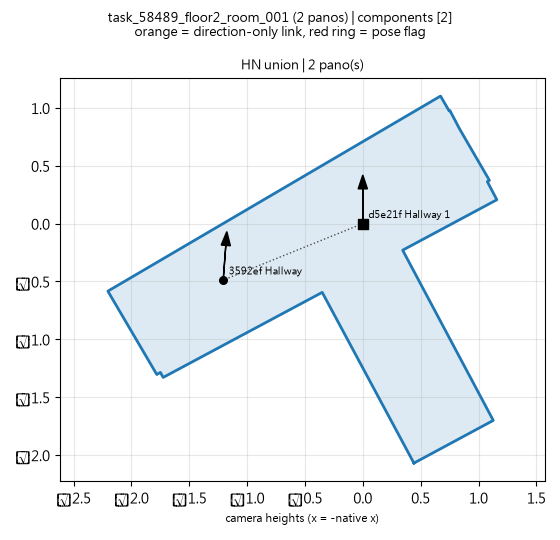 task_58489_floor2_room_001 (2 panos) | components [2]
orange = direction-only link, red ring = pose flag
HN union | 2 pano(s)
1.0
0.5
0.0
0.5
1.0
1.5
2.0
d5e21f Hallway 1
3592ef Hallway
2.5 2.0 1.5 1.0 0.5 0.0 0.5 1.0 1.5
camera heights (x = -native x)